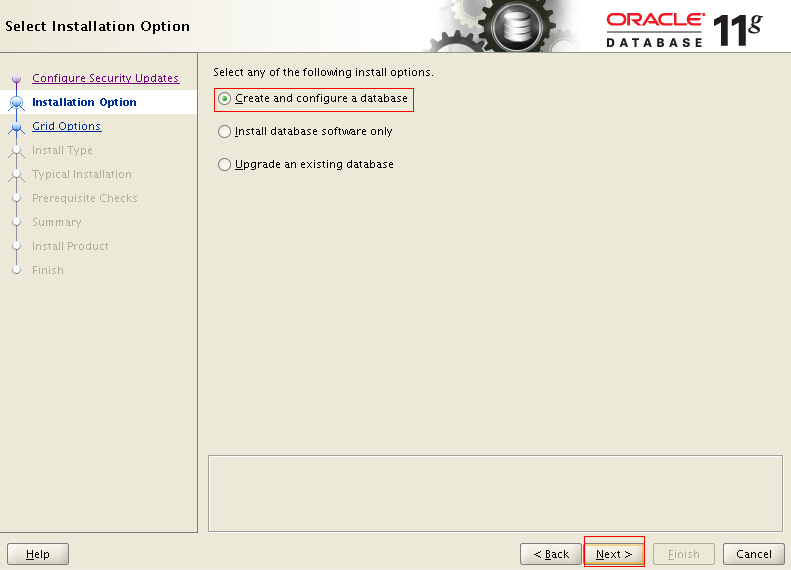 Select Installation Option
ORACLE
DATABASE 11g
Configure Security Updates
Installation Option
Grid Options
Install Type
Typical Installation
Prerequisite Checks
Summary
Install Product
Finish
Select any of the following install options.
Create and configure a database
Install database software only
Upgrade an existing database
Help
< Back
Next >
Finish
Cancel